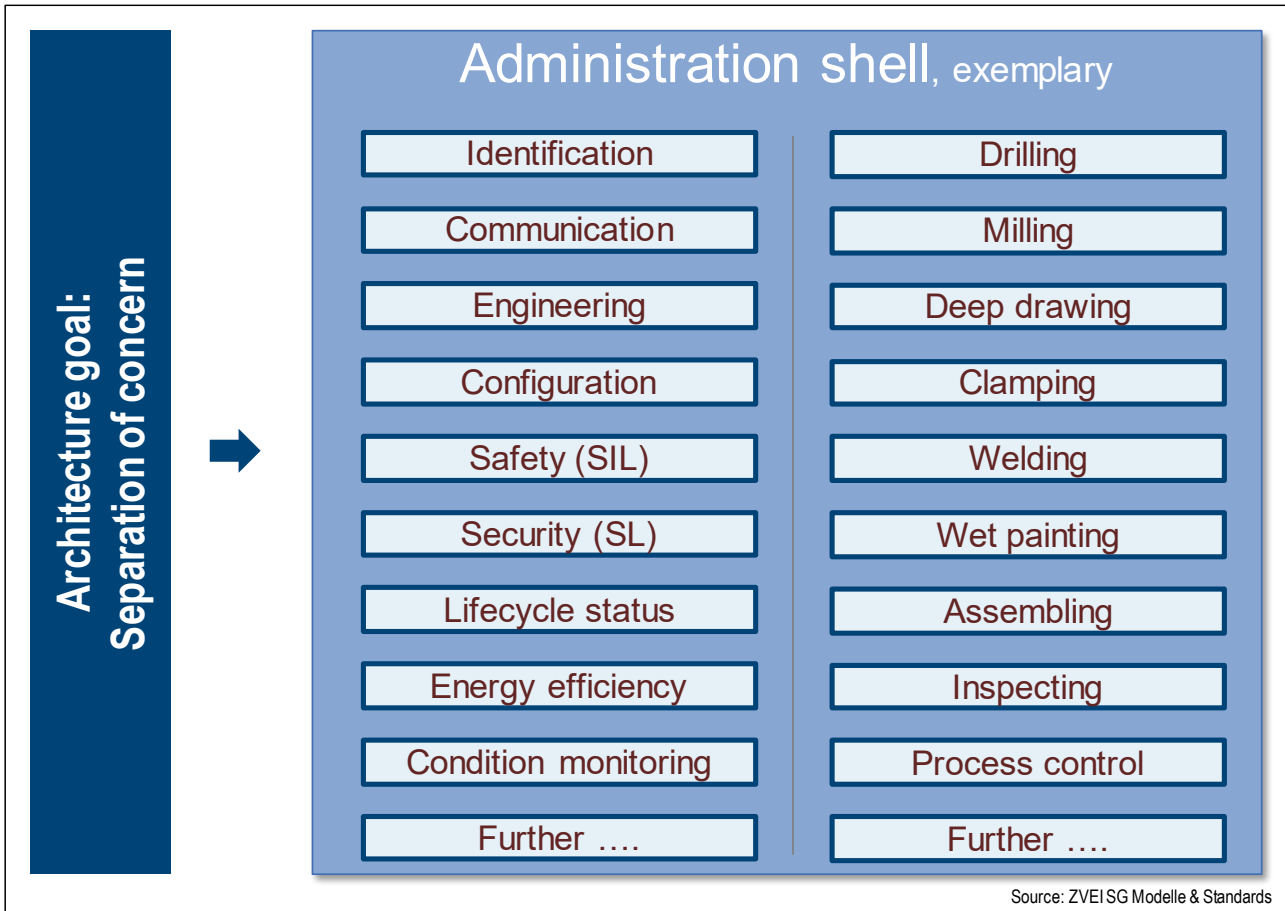 Architecture goal:
Separation of concern
Administration shell, exemplary
Identification
Communication
Engineering
Configuration
Safety (SIL)
Security (SL)
Lifecycle status
Energy efficiency
Condition monitoring
Further ….
Drilling
Milling
Deep drawing
Clamping
Welding
Wet painting
Assembling
Inspecting
Process control
Further ….
Source: ZVEI SG Modelle & Standards